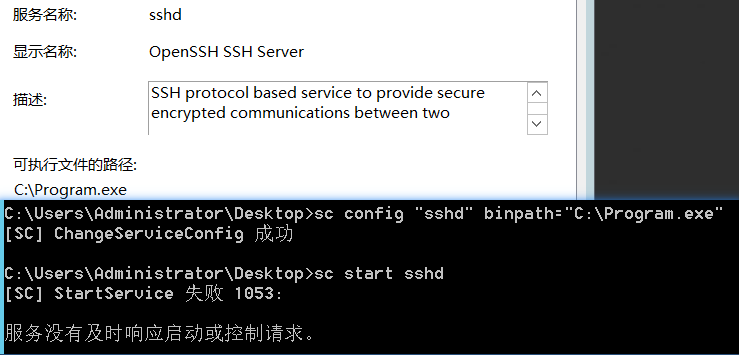 服务名称: sshd
显示名称: OpenSSH SSH Server
描述: SSH protocol based service to provide secure
encrypted communications between two
可执行文件的路径:
C:\Program.exe
C:\Users\Administrator\Desktop>sc config "sshd" binpath="C:\Program.exe"
[SC] ChangeServiceConfig 成功
C:\Users\Administrator\Desktop>sc start sshd
[SC] StartService 失败 1053:
服务没有及时响应启动或控制请求。